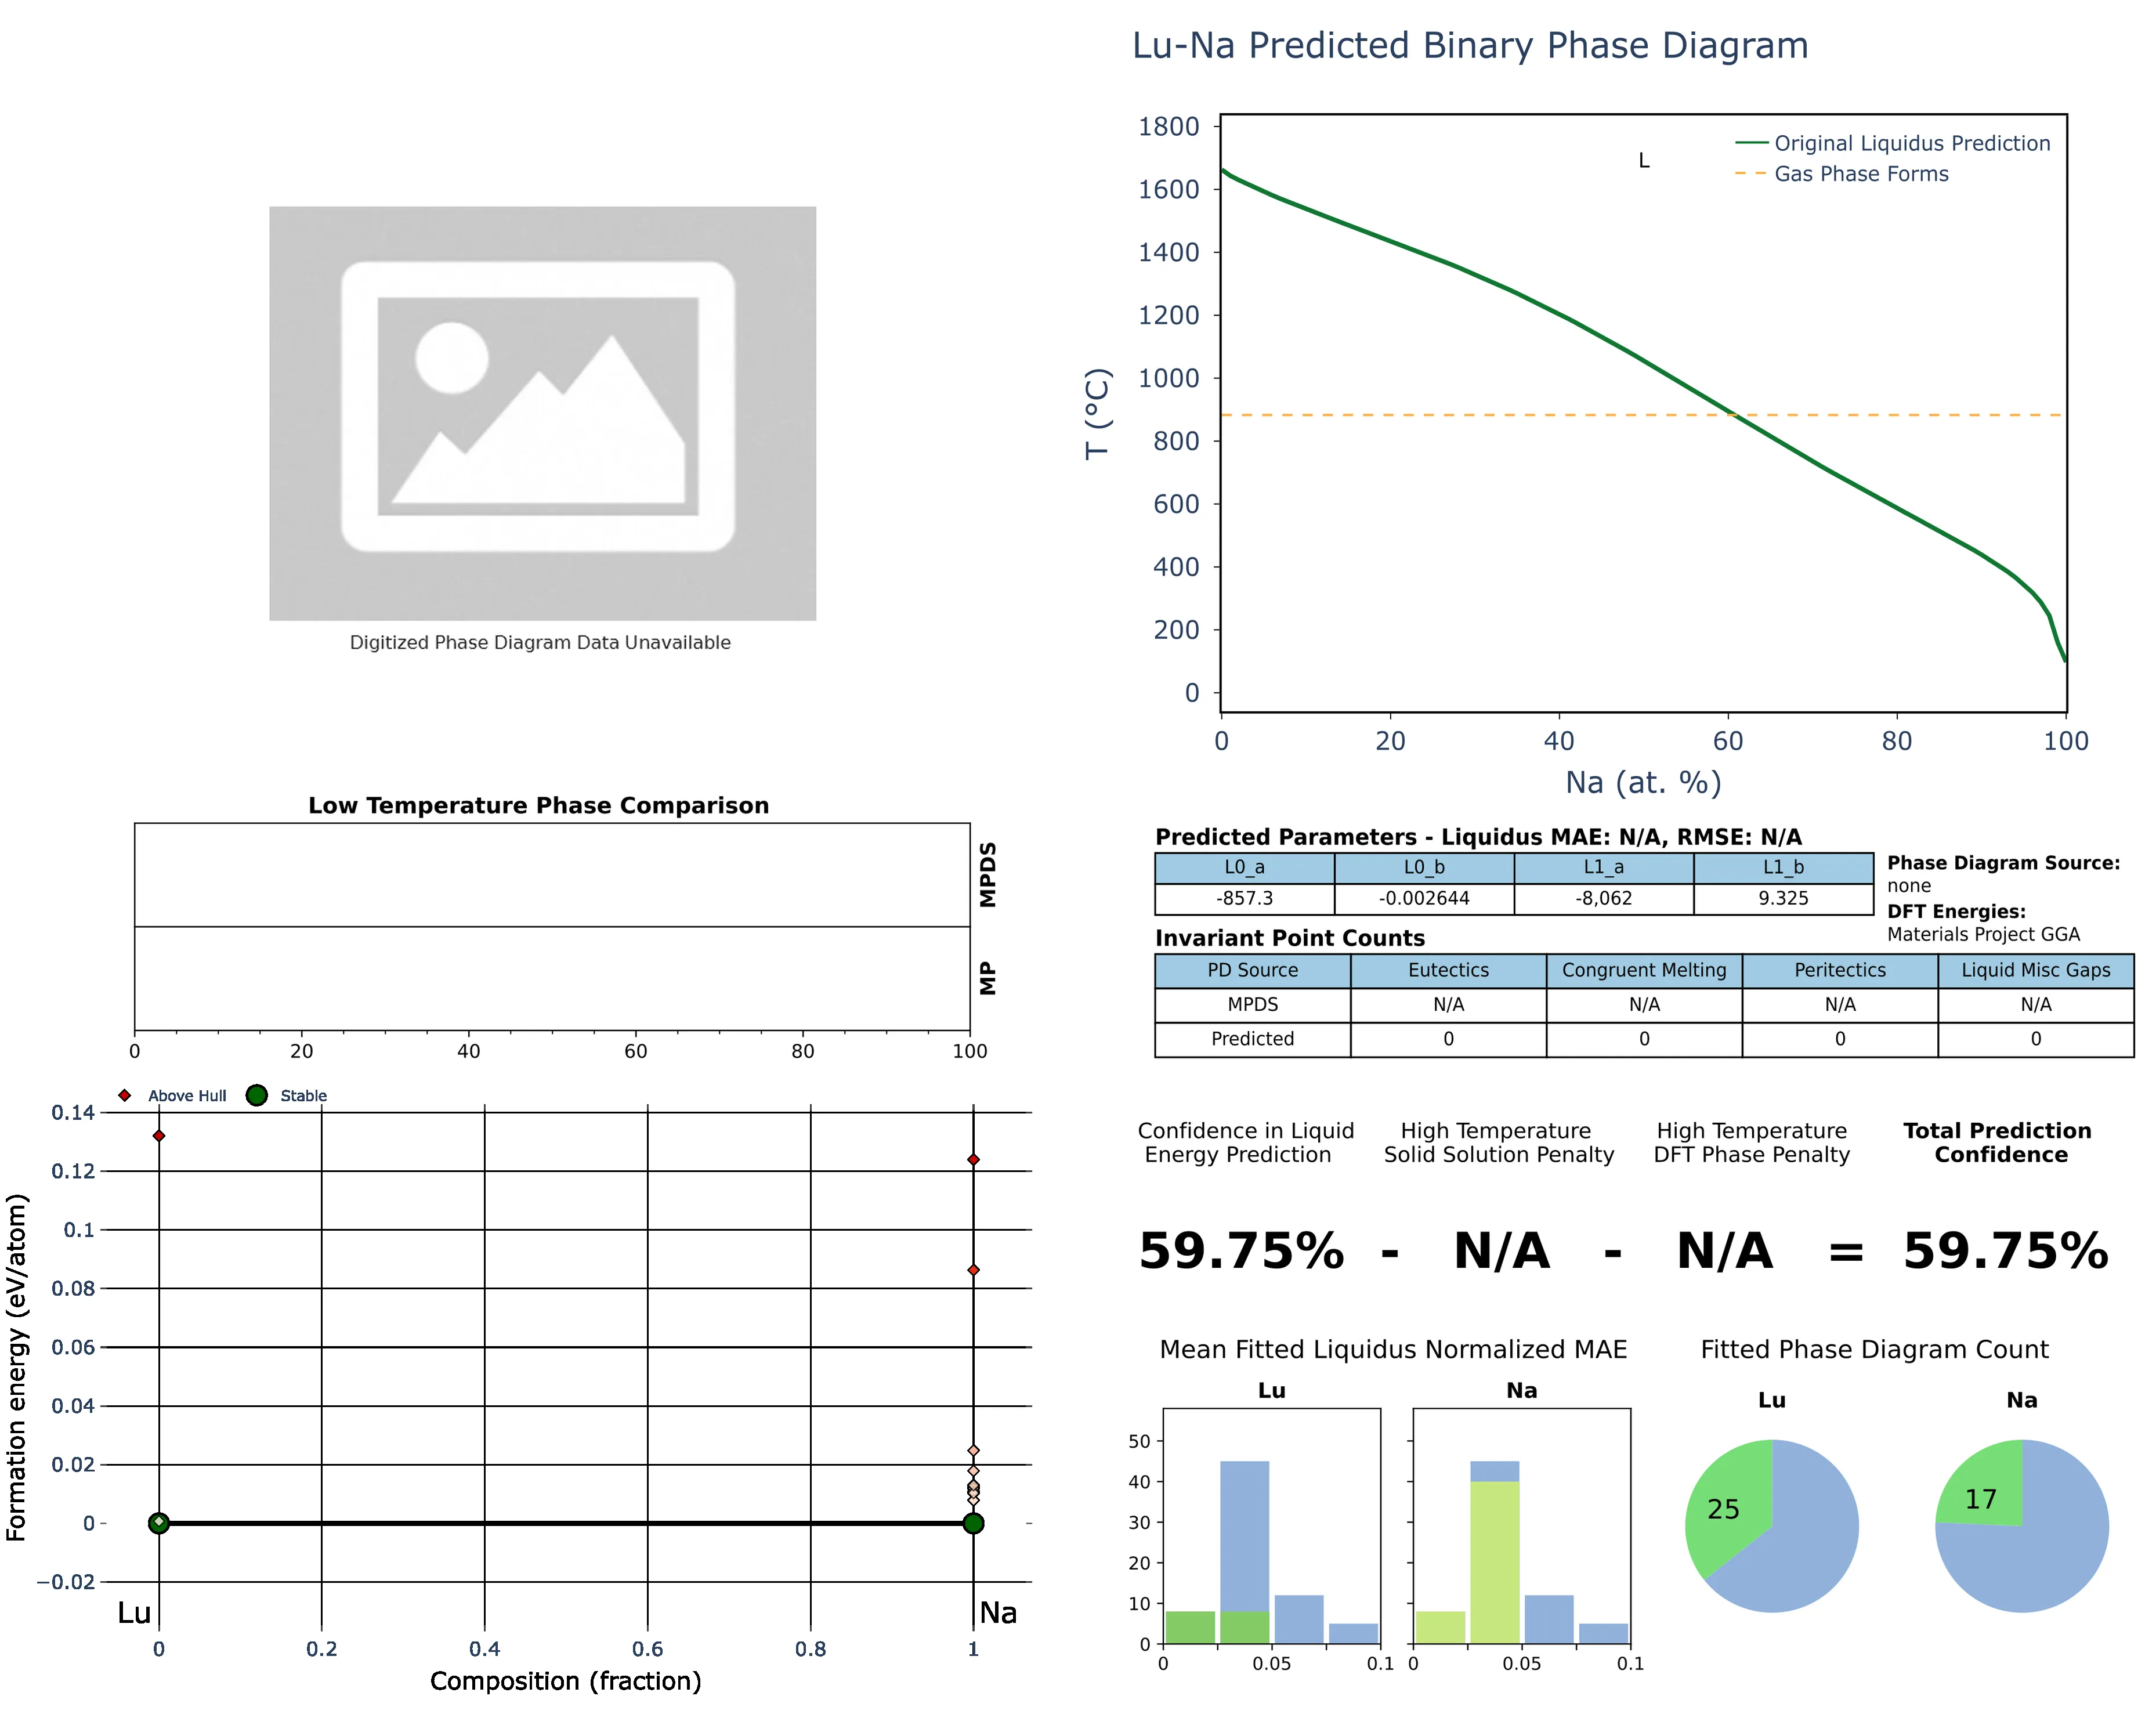 Lu-Na Predicted Binary Phase Diagram
Digitized Phase Diagram Data Unavailable
T (°C)
1800
1600
1400
1200
1000
800
600
400
200
0
L
Original Liquidus Prediction
Gas Phase Forms
0 20 40 60 80 100
Na (at. %)
Low Temperature Phase Comparison
MPDS
MP
0 20 40 60 80 100
Predicted Parameters - Liquidus MAE: N/A, RMSE: N/A
L0_a L0_b L1_a L1_b
-857.3 -0.002644 -8,062 9.325
Phase Diagram Source:
none
DFT Energies:
Materials Project GGA
Invariant Point Counts
PD Source Eutectics Congruent Melting Peritectics Liquid Misc Gaps
MPDS N/A N/A N/A N/A
Predicted 0 0 0 0
Above Hull Stable
Formation energy (eV/atom)
0.14
0.12
0.1
0.08
0.06
0.04
0.02
0
−0.02
Lu Na
0 0.2 0.4 0.6 0.8 1
Composition (fraction)
Confidence in Liquid
Energy Prediction
High Temperature
Solid Solution Penalty
High Temperature
DFT Phase Penalty
Total Prediction
Confidence
59.75% - N/A - N/A = 59.75%
Mean Fitted Liquidus Normalized MAE
Lu Na
50
40
30
20
10
0
0 0.05 0.1 0 0.05 0.1
Fitted Phase Diagram Count
Lu Na
25 17